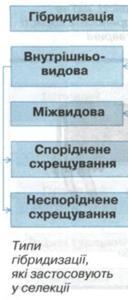 Гібридизація
Внутрішньо-
видова
Міжвидова
Споріднене
схрещування
Неспоріднене
схрещування
Типи
гібридизації,
які застосовують
у селекції